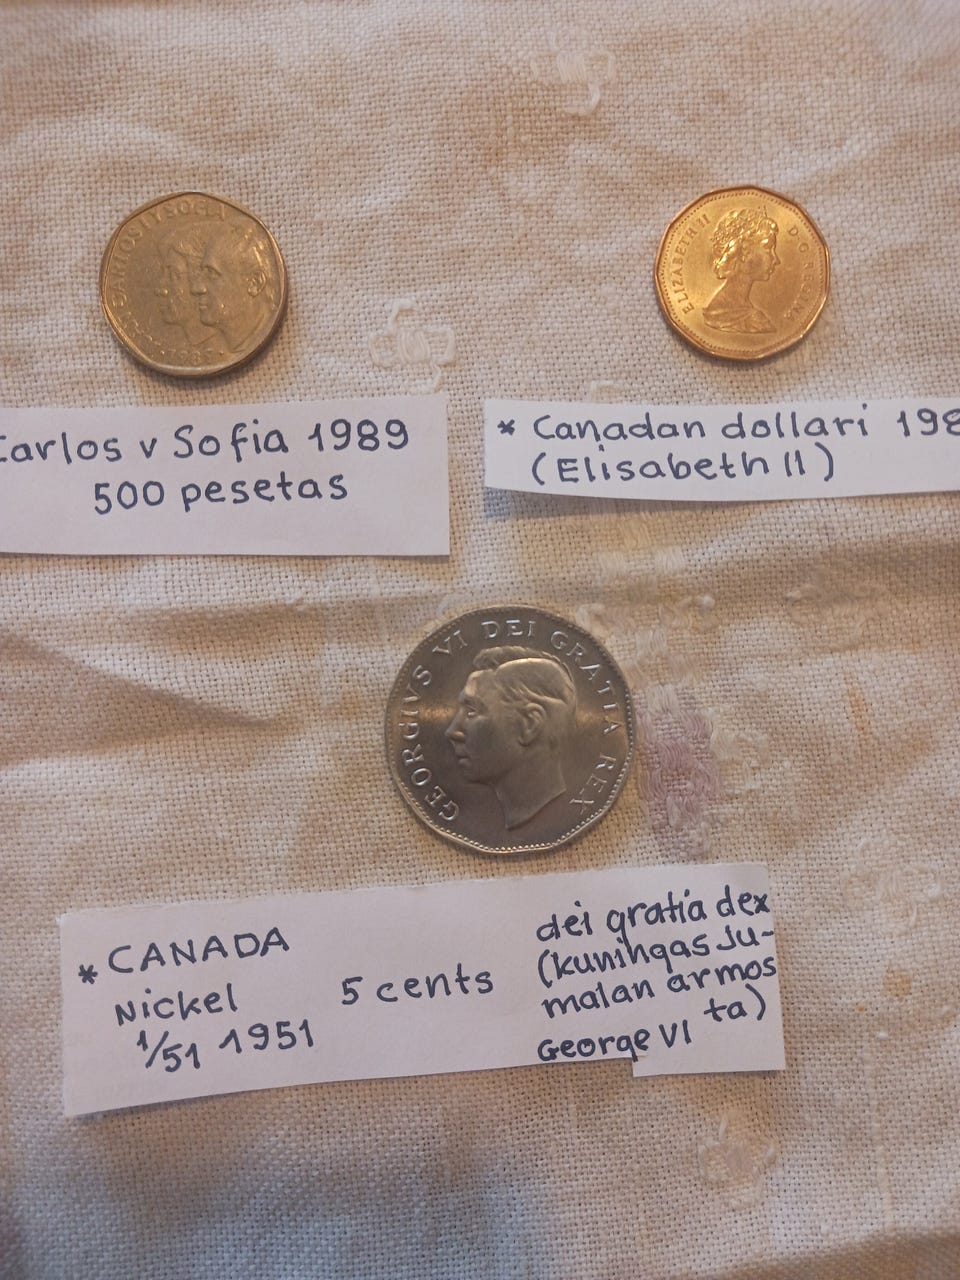 CARLOS I Y SOFIA
ELIZABETH II D·G·REGINA
Carlos v Sofia 1989
500 pesetas
* Canadan dollari 198
(Elisabeth II)
GEORGIVS VI DEI GRATIA REX
* CANADA
Nickel
1/51 1951
5 cents
dei gratia dex
(kuningas Ju-
malan armos
ta)
George VI